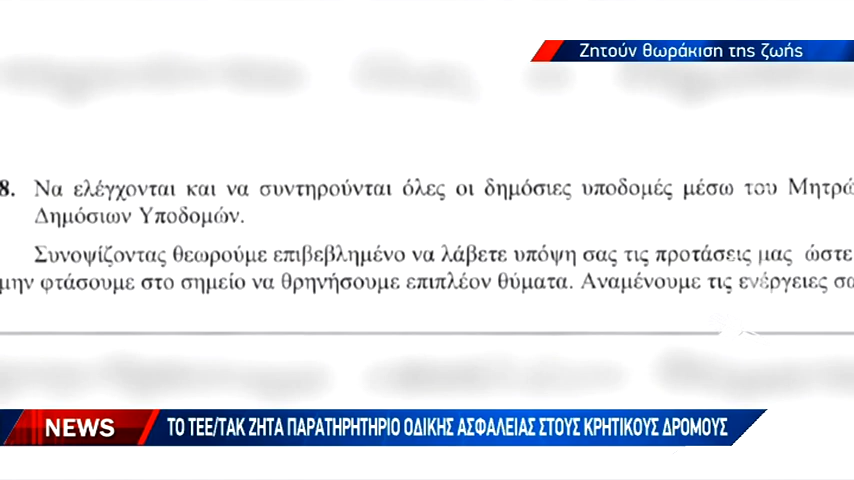 Ζητούν θωράκιση της ζωής
8. Να ελέγχονται και να συντηρούνται όλες οι δημόσιες υποδομές μέσω του Μητρώ
Δημόσιων Υποδομών.
Συνοψίζοντας θεωρούμε επιβεβλημένο να λάβετε υπόψη σας τις προτάσεις μας ώστε
μην φτάσουμε στο σημείο να θρηνήσουμε επιπλέον θύματα. Αναμένουμε τις ενέργειες σα
NEWS ΤΟ ΤΕΕ/ΤΑΚ ΖΗΤΑ ΠΑΡΑΤΗΡΗΤΗΡΙΟ ΟΔΙΚΗΣ ΑΣΦΑΛΕΙΑΣ ΣΤΟΥΣ ΚΡΗΤΙΚΟΥΣ ΔΡΟΜΟΥΣ